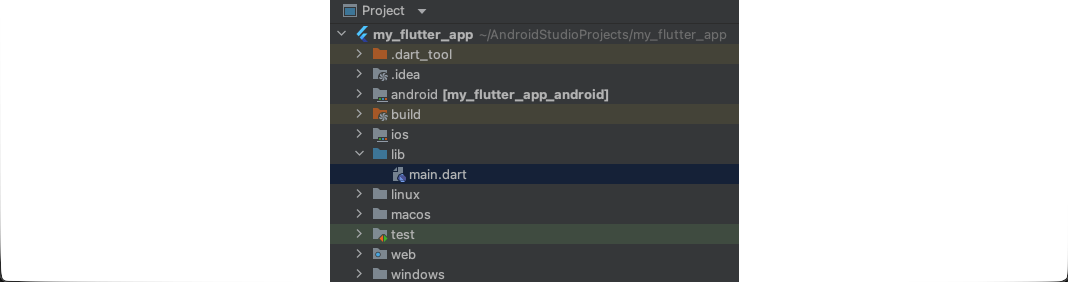 Project
my_flutter_app ~/AndroidStudioProjects/my_flutter_app
.dart_tool
.idea
android [my_flutter_app_android]
build
ios
lib
main.dart
linux
macos
test
web
windows